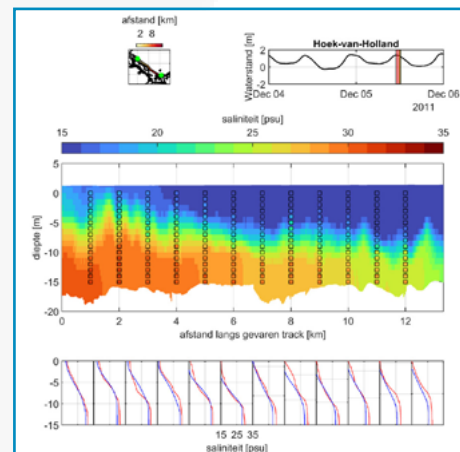 afstand [km]
2 8
Hoek-van-Holland
Waterstand [m]
2
0
-2
Dec 04 Dec 05 Dec 06
2011
saliniteit [psu]
15 20 25 30 35
diepte [m]
5
0
-5
-10
-15
-20
0 2 4 6 8 10 12
afstand langs gevaren track [km]
0
-5
-10
-15
15 25 35
saliniteit [psu]